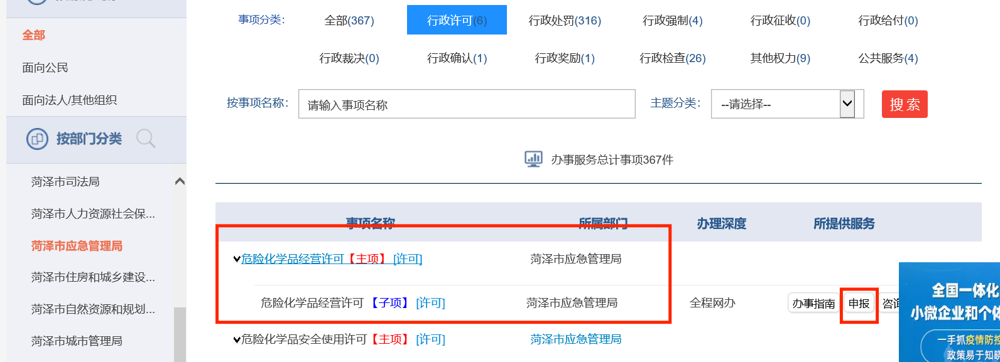 全部
面向公民
面向法人/其他组织
按部门分类
菏泽市司法局
菏泽市人力资源社会保...
菏泽市应急管理局
菏泽市住房和城乡建设...
菏泽市自然资源和规划...
菏泽市城市管理局
事项分类： 全部(367) 行政许可(6) 行政处罚(316) 行政强制(4) 行政征收(0) 行政给付(0)
行政裁决(0) 行政确认(1) 行政奖励(1) 行政检查(26) 其他权力(9) 公共服务(4)
按事项名称： 请输入事项名称 主题分类： --请选择-- 搜 索
办事服务总计事项367件
事项名称 所属部门 办理深度 所提供服务
危险化学品经营许可【主项】 [许可] 菏泽市应急管理局
危险化学品经营许可 【子项】 [许可] 菏泽市应急管理局 全程网办 办事指南 申报 咨询
危险化学品安全使用许可【主项】 [许可] 菏泽市应急管理局
全国一体化
小微企业和个体
一手抓疫情防控
政策易于知晓